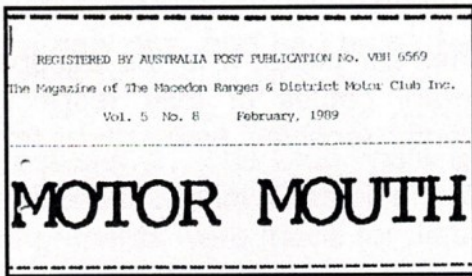 REGISTERED BY AUSTRALIA POST PUBLICATION No. VBH 6569
The Magazine of The Macedon Ranges & District Motor Club Inc.
Vol. 5 No. 8 February, 1989
MOTOR MOUTH